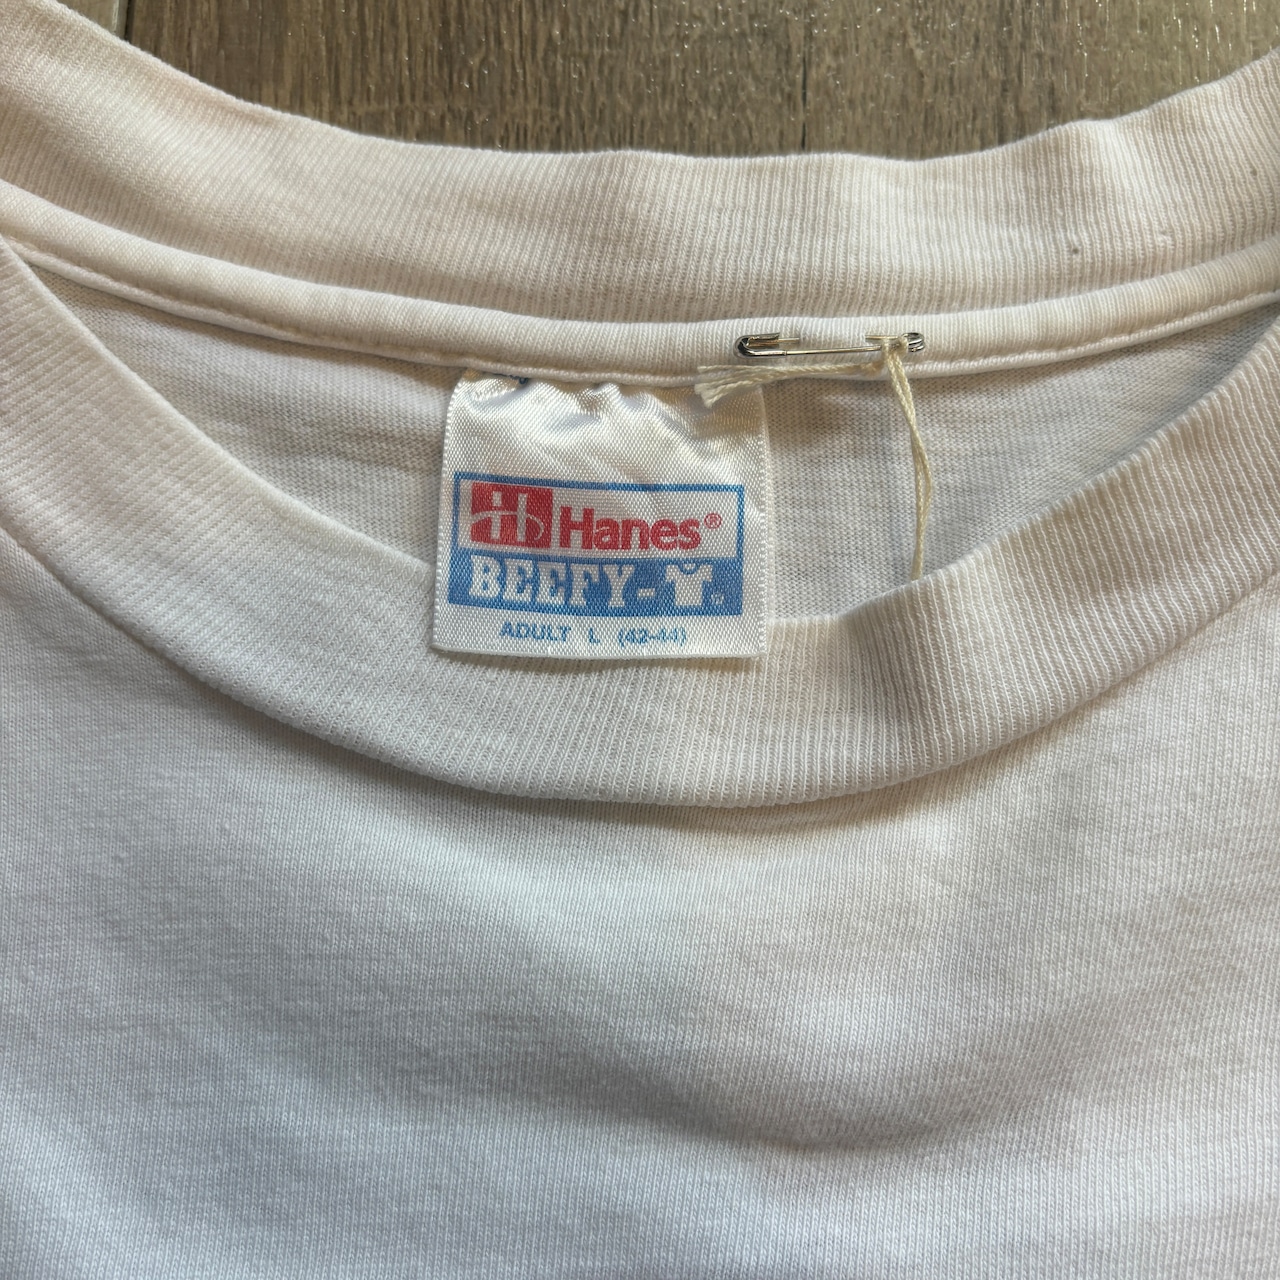 Hanes®
BEEFY-T®
ADULT L (42-44)